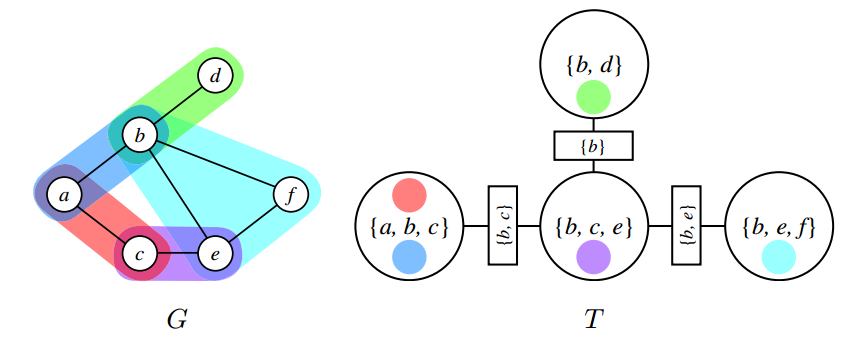 d
b
a
f
c
e
G
{b, d}
{b}
{a, b, c}
{b, c}
{b, c, e}
{b, e}
{b, e, f}
T